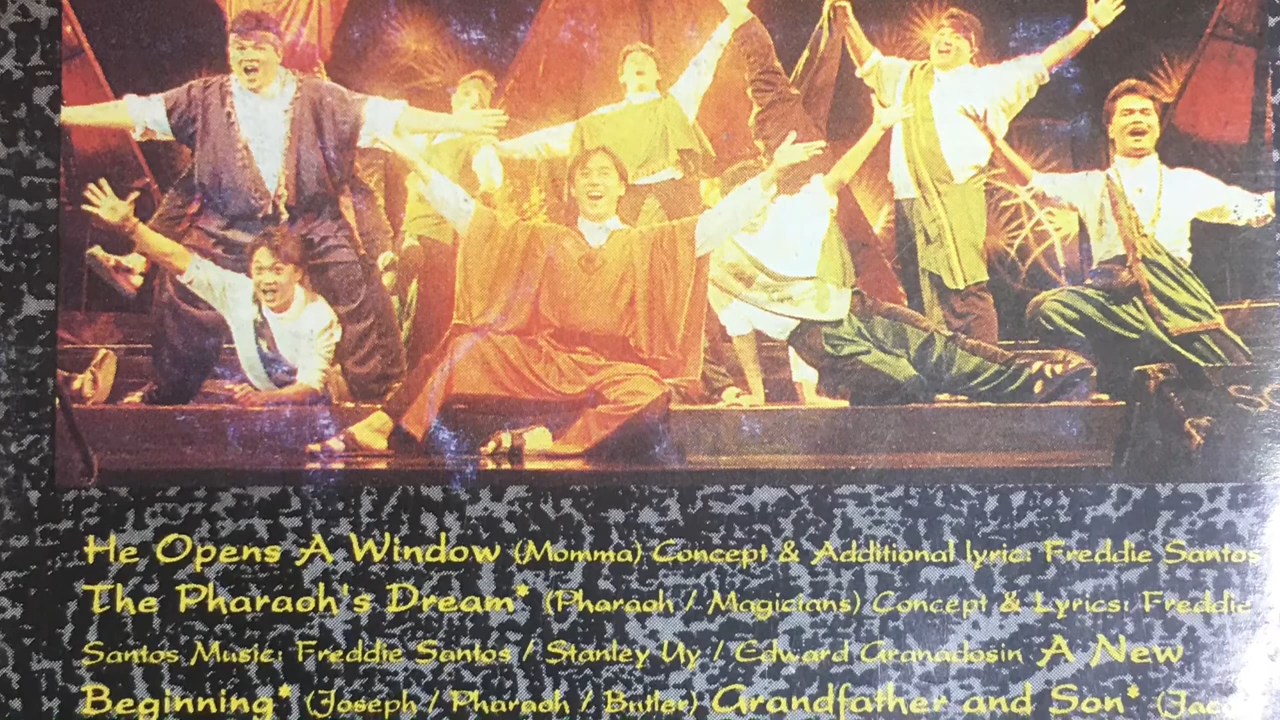 He Opens A Window (Momma) Concept & Additional lyric: Freddie Santos
The Pharaoh's Dream* (Pharaoh / Magicians) Concept & Lyrics: Freddie
Santos Music: Freddie Santos / Stanley Uy / Edward Granadosin A New
Beginning* (Joseph / Pharaoh / Butler) Grandfather and Son*